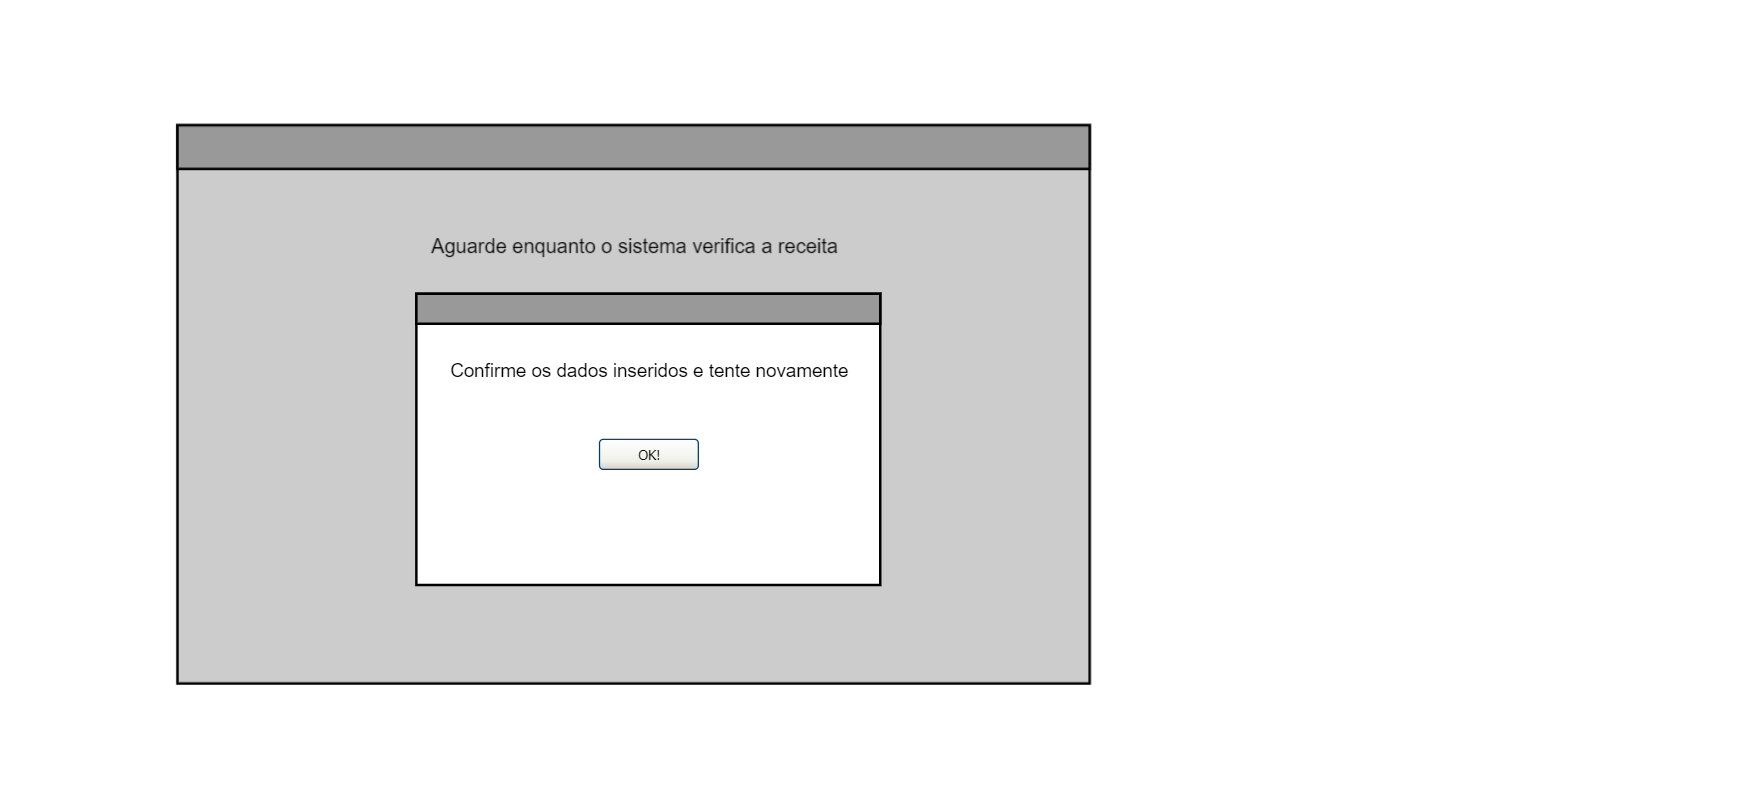 Aguarde enquanto o sistema verifica a receita
Confirme os dados inseridos e tente novamente
OK!